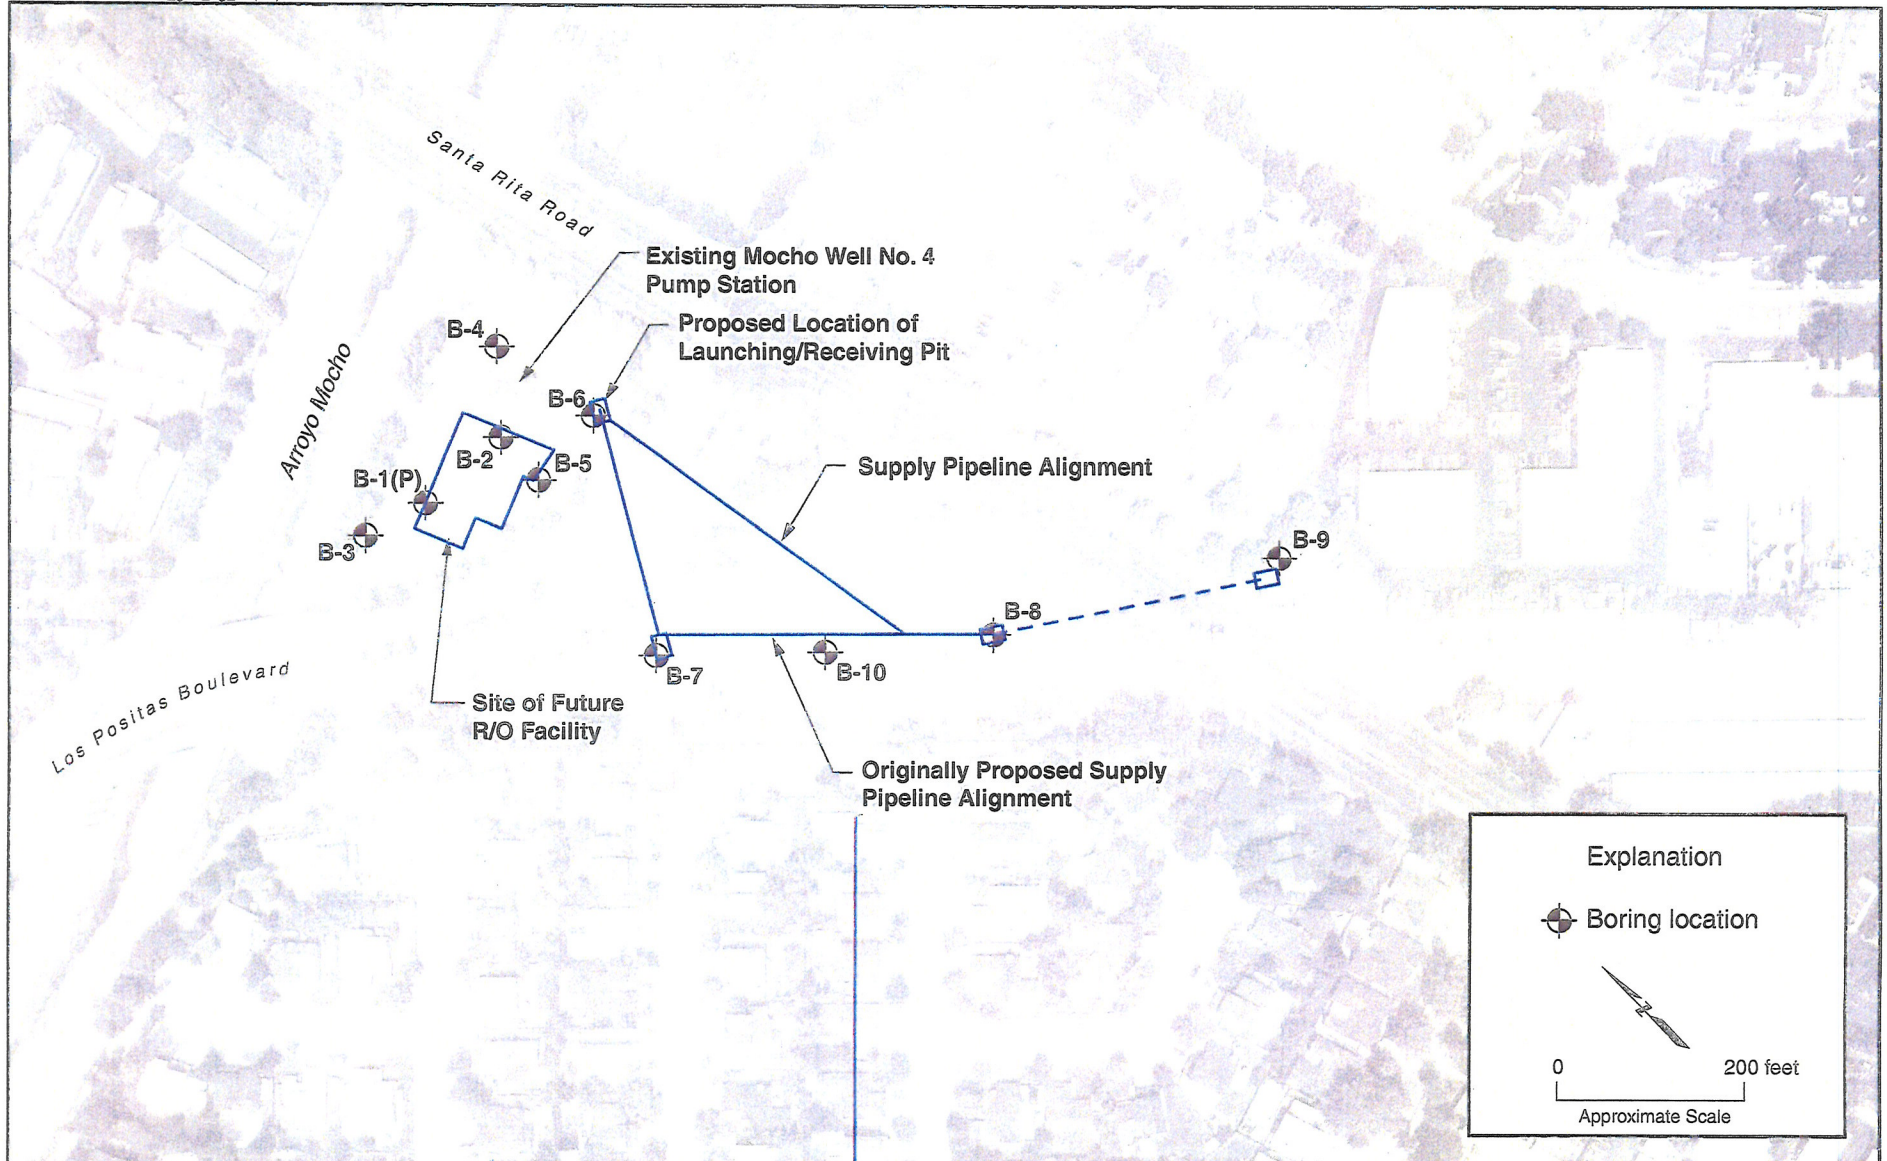 Santa Rita Road
Existing Mocho Well No. 4
Pump Station
Proposed Location of
Launching/Receiving Pit
B-4
Arroyo Mocho
B-6
B-2
B-5
B-1(P)
B-3
Supply Pipeline Alignment
B-9
B-8
B-7
B-10
Los Positas Boulevard
Site of Future
R/O Facility
Originally Proposed Supply
Pipeline Alignment
Explanation
Boring location
Z
0
200 feet
Approximate Scale